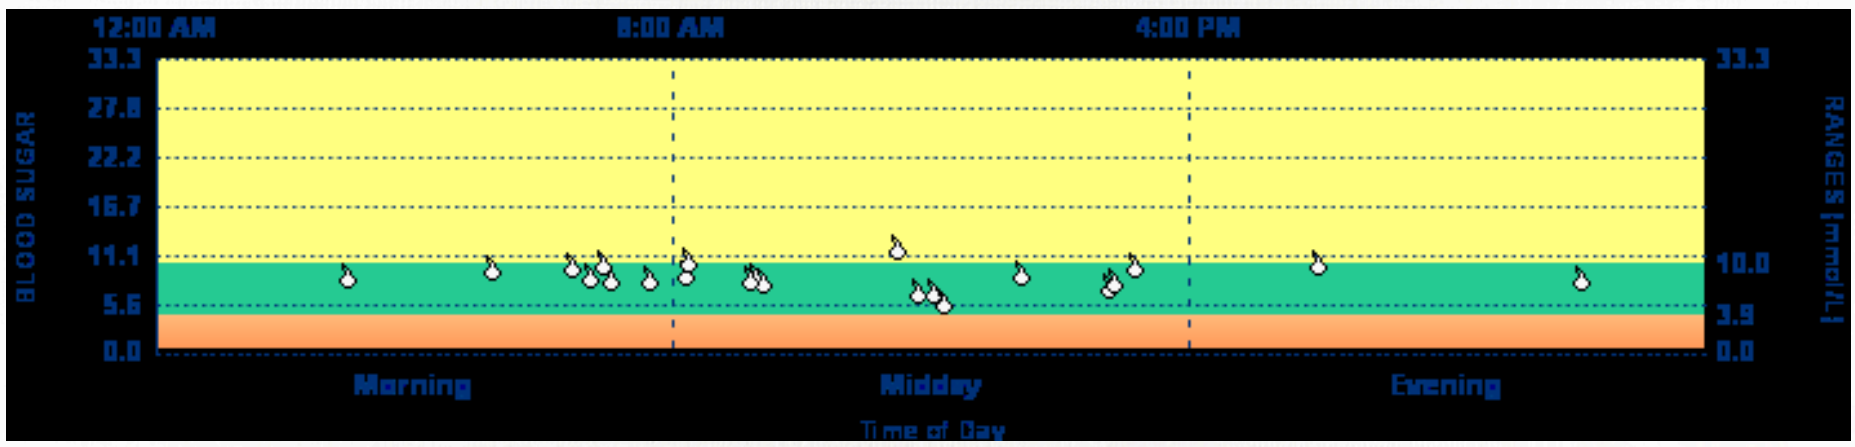 12:00 AM 8:00 AM 4:00 PM
33.3 33.3
27.8
22.2
16.7
11.1 10.0
5.6 3.9
0.0 0.0
BLOOD SUGAR
RANGES [mmol/L]
Morning Midday Evening
Time of Day